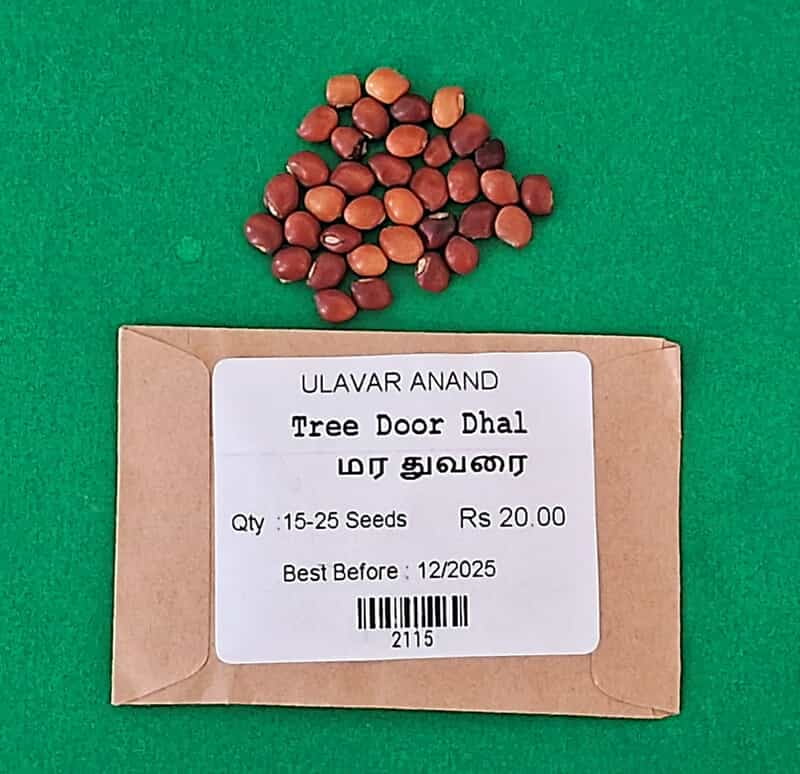 ULAVAR ANAND
Tree Door Dhal
மர துவரை
Qty :15-25 Seeds Rs 20.00
Best Before : 12/2025
2115